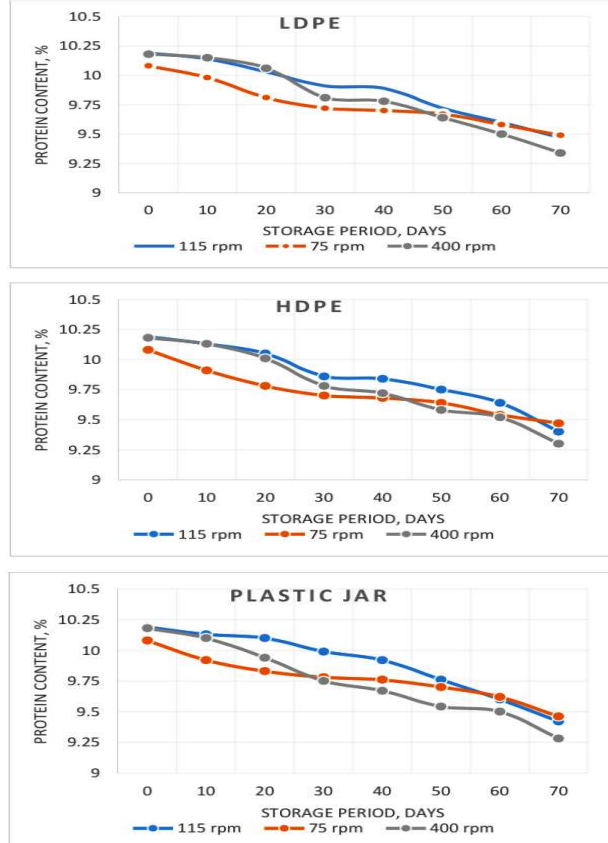 LDPE
10.5
10.25
10
9.75
9.5
9.25
9
PROTEIN CONTENT, %
0 10 20 30 40 50 60 70
STORAGE PERIOD, DAYS
115 rpm 75 rpm 400 rpm
HDPE
10.5
10.25
10
9.75
9.5
9.25
9
PROTEIN CONTENT, %
0 10 20 30 40 50 60 70
STORAGE PERIOD, DAYS
115 rpm 75 rpm 400 rpm
PLASTIC JAR
10.5
10.25
10
9.75
9.5
9.25
9
PROTEIN CONTENT, %
0 10 20 30 40 50 60 70
STORAGE PERIOD, DAYS
115 rpm 75 rpm 400 rpm